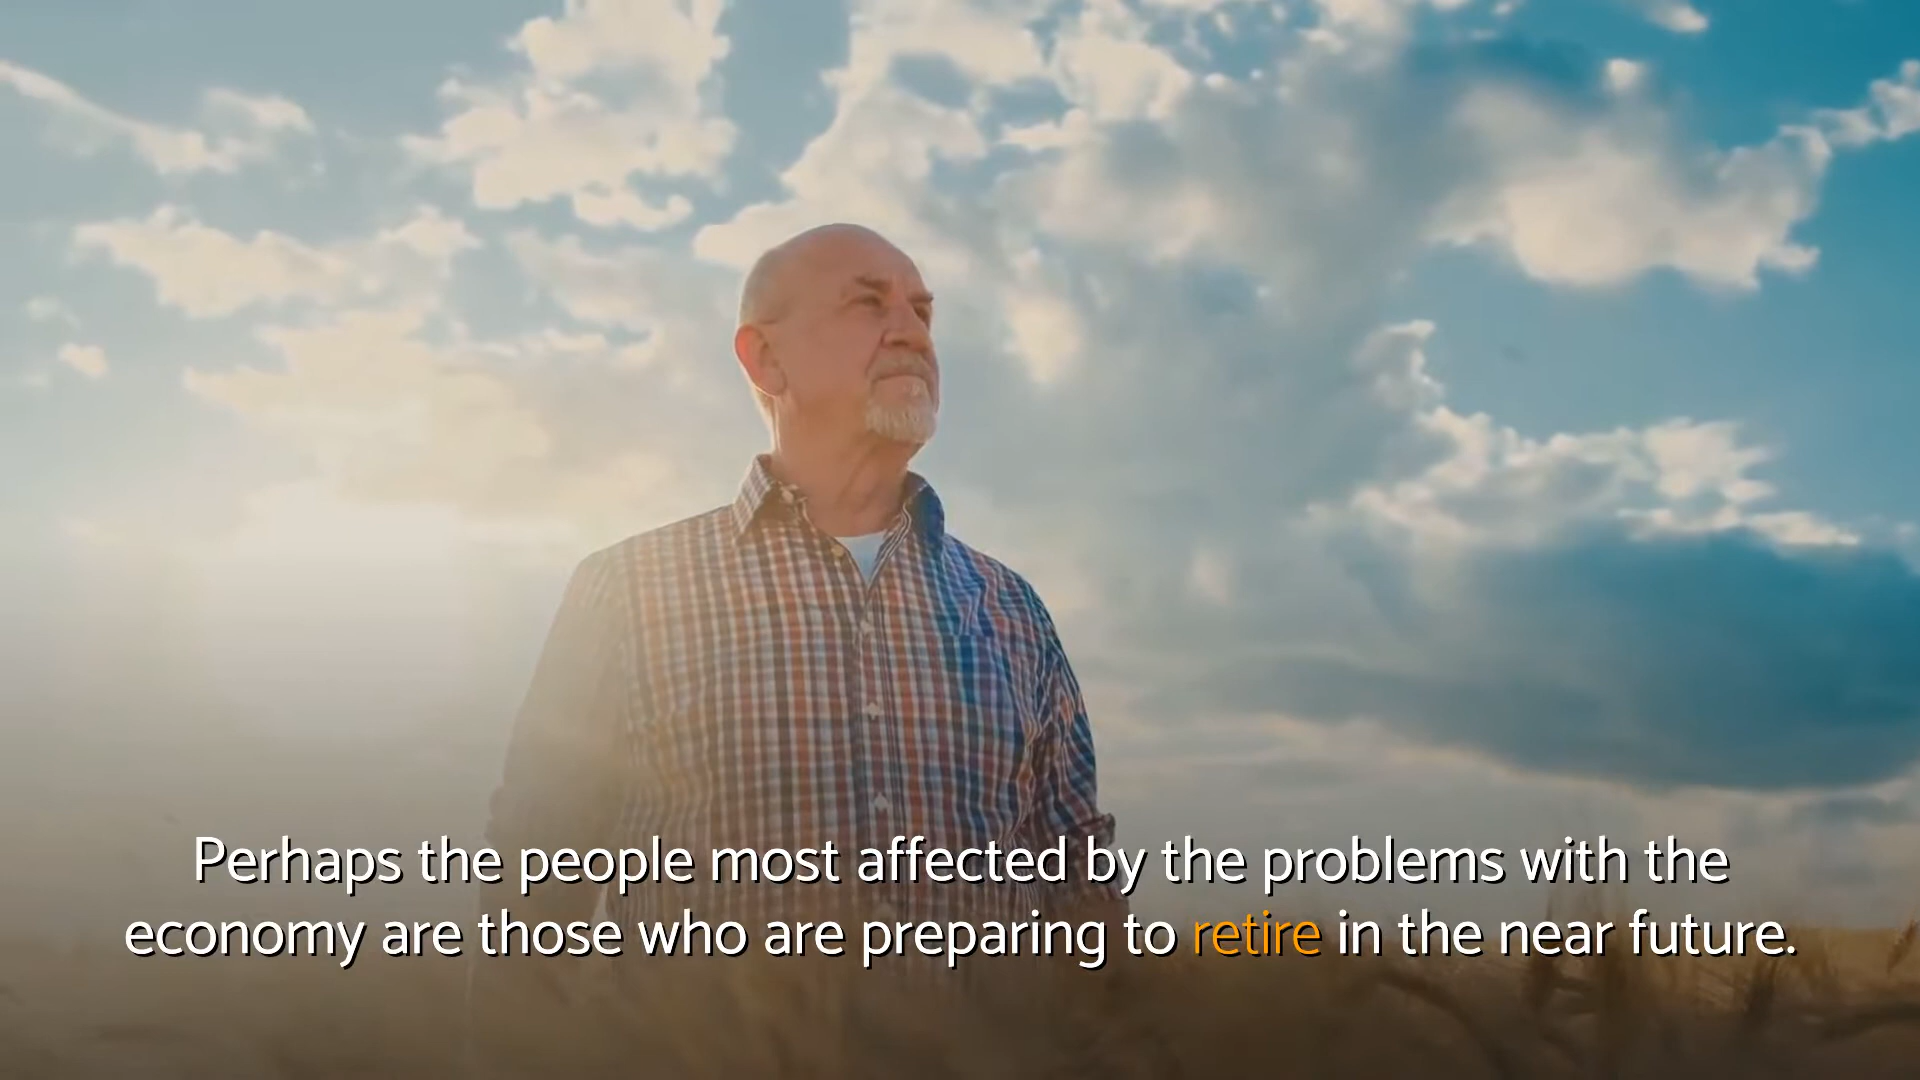 Perhaps the people most affected by the problems with the
economy are those who are preparing to retire in the near future.